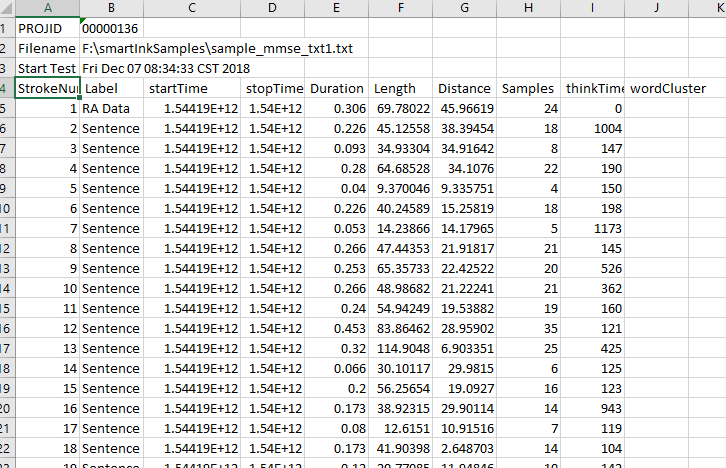 A B C D E F G H I J K
1 PROJID 00000136
2 Filename F:\smartInkSamples\sample_mmse_txt1.txt
3 Start Test Fri Dec 07 08:34:33 CST 2018
4 StrokeNu Label startTime stopTime Duration Length Distance Samples thinkTime wordCluster
5 1 RA Data 1.54419E+12 1.54E+12 0.306 69.78022 45.96619 24 0
6 2 Sentence 1.54419E+12 1.54E+12 0.226 45.12558 38.39454 18 1004
7 3 Sentence 1.54419E+12 1.54E+12 0.093 34.93304 34.91642 8 147
8 4 Sentence 1.54419E+12 1.54E+12 0.28 64.68528 34.1076 22 190
9 5 Sentence 1.54419E+12 1.54E+12 0.04 9.370046 9.335751 4 150
10 6 Sentence 1.54419E+12 1.54E+12 0.226 40.24589 15.25819 18 198
11 7 Sentence 1.54419E+12 1.54E+12 0.053 14.23866 14.17965 5 1173
12 8 Sentence 1.54419E+12 1.54E+12 0.266 47.44353 21.91817 21 145
13 9 Sentence 1.54419E+12 1.54E+12 0.253 65.35733 22.42522 20 526
14 10 Sentence 1.54419E+12 1.54E+12 0.266 48.98682 21.22241 21 362
15 11 Sentence 1.54419E+12 1.54E+12 0.24 54.94249 19.53882 19 160
16 12 Sentence 1.54419E+12 1.54E+12 0.453 83.86462 28.95902 35 121
17 13 Sentence 1.54419E+12 1.54E+12 0.32 114.9048 6.903351 25 425
18 14 Sentence 1.54419E+12 1.54E+12 0.066 30.10117 29.9815 6 125
19 15 Sentence 1.54419E+12 1.54E+12 0.2 56.25654 19.0927 16 123
20 16 Sentence 1.54419E+12 1.54E+12 0.173 38.92315 29.90114 14 943
21 17 Sentence 1.54419E+12 1.54E+12 0.08 12.6151 10.91516 7 119
22 18 Sentence 1.54419E+12 1.54E+12 0.173 41.90398 2.648703 14 104